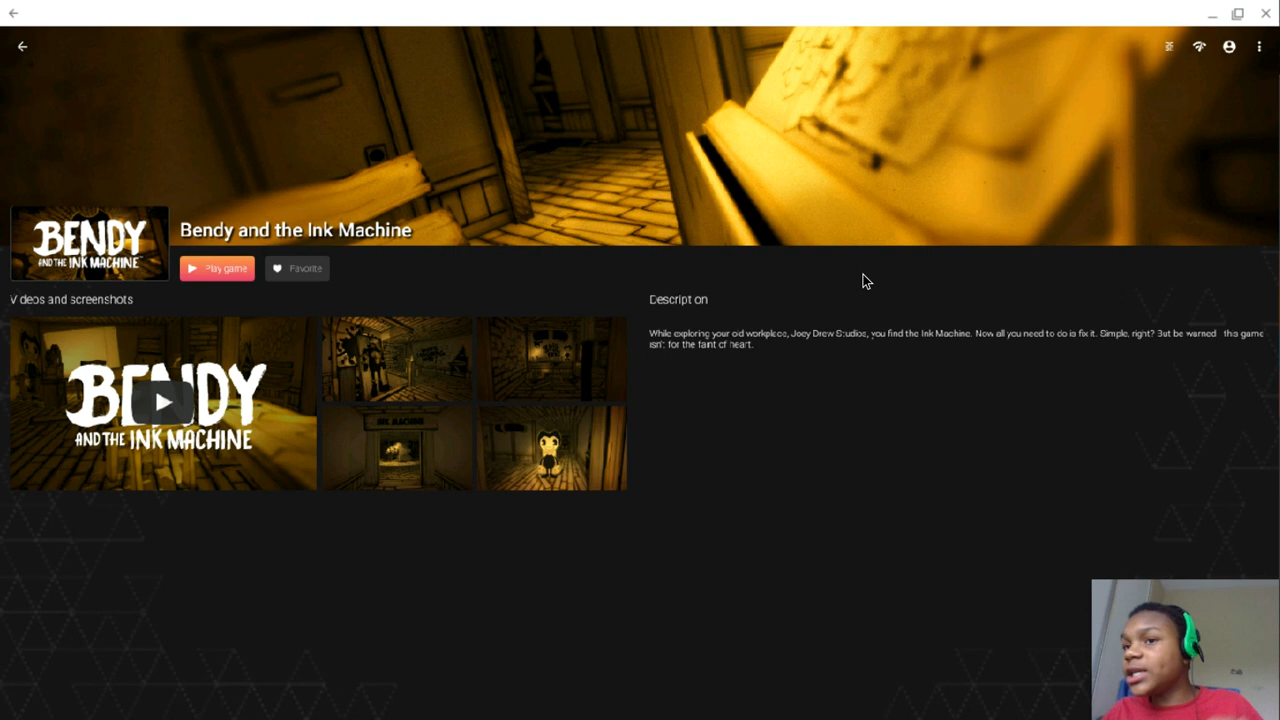 Bendy and the Ink Machine
BENDY
AND THE INK MACHINE
Play game
Favorite
Videos and screenshots
Description
While exploring your old workplace, Joey Drew Studios, you find the Ink Machine. Now all you need to do is fix it. Simple, right? But be warned this game
isn't for the faint of heart.
BENDY
AND THE INK MACHINE
INK MACHINE